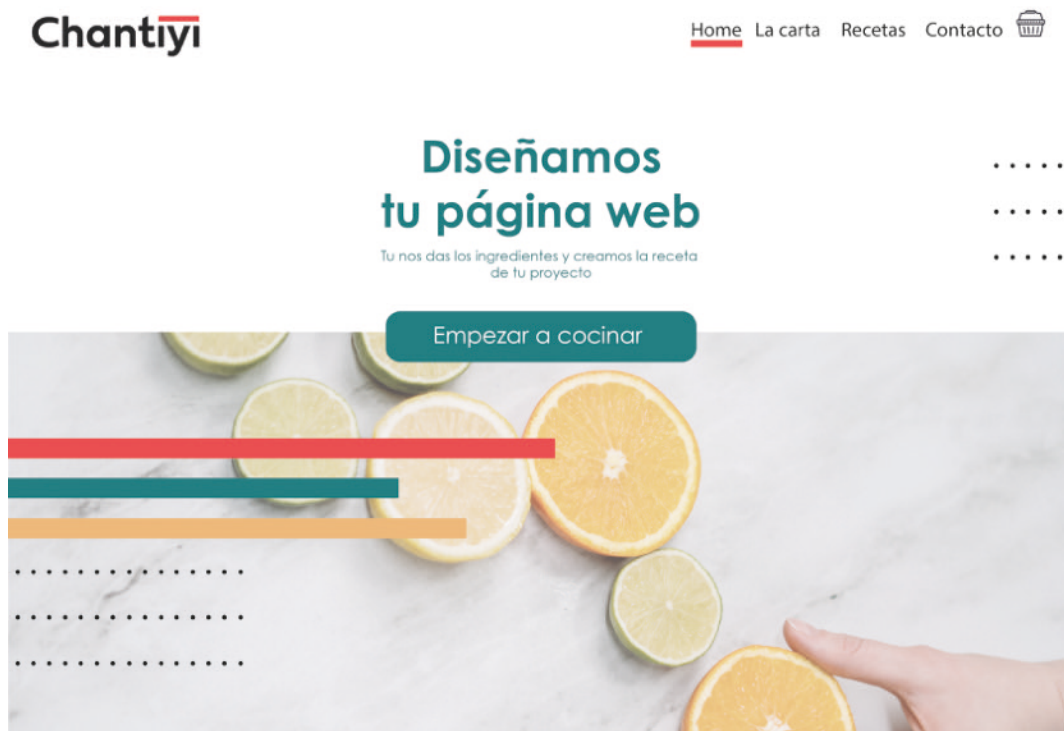 Chantiyi
Home La carta Recetas Contacto
Diseñamos
tu página web
Tu nos das los ingredientes y creamos la receta
de tu proyecto
Empezar a cocinar